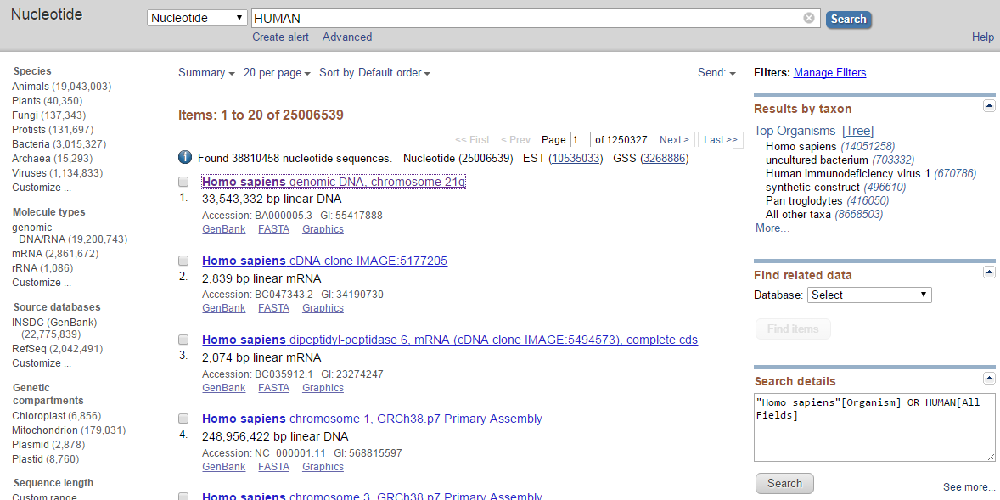 Nucleotide
Nucleotide
HUMAN
Search
Create alert Advanced
Help
Species
Animals (19,043,003)
Plants (40,350)
Fungi (137,343)
Protists (131,697)
Bacteria (3,015,327)
Archaea (15,293)
Viruses (1,134,833)
Customize ...
Molecule types
genomic
DNA/RNA (19,200,743)
mRNA (2,861,672)
rRNA (1,086)
Customize ...
Source databases
INSDC (GenBank)
(22,775,839)
RefSeq (2,042,491)
Customize ...
Genetic
compartments
Chloroplast (6,856)
Mitochondrion (179,031)
Plasmid (2,878)
Plastid (8,760)
Sequence length
Custom range
Summary 20 per page Sort by Default order Send:
Items: 1 to 20 of 25006539
<< First < Prev Page 1 of 1250327 Next > Last >>
Found 38810458 nucleotide sequences. Nucleotide (25006539) EST (10535033) GSS (3268886)
Homo sapiens genomic DNA, chromosome 21q
1. 33,543,332 bp linear DNA
Accession: BA000005.3 GI: 55417888
GenBank FASTA Graphics
Homo sapiens cDNA clone IMAGE:5177205
2. 2,839 bp linear mRNA
Accession: BC047343.2 GI: 34190730
GenBank FASTA Graphics
Homo sapiens dipeptidyl-peptidase 6, mRNA (cDNA clone IMAGE:5494573), complete cds
3. 2,074 bp linear mRNA
Accession: BC035912.1 GI: 23274247
GenBank FASTA Graphics
Homo sapiens chromosome 1, GRCh38.p7 Primary Assembly
4. 248,956,422 bp linear DNA
Accession: NC_000001.11 GI: 568815597
GenBank FASTA Graphics
Homo sapiens chromosome 3, GRCh38.p7 Primary Assembly
Filters: Manage Filters
Results by taxon
Top Organisms [Tree]
Homo sapiens (14051258)
uncultured bacterium (703332)
Human immunodeficiency virus 1 (670786)
synthetic construct (496610)
Pan troglodytes (416050)
All other taxa (8668503)
More...
Find related data
Database: Select
Find items
Search details
"Homo sapiens"[Organism] OR HUMAN[All
Fields]
Search
See more...